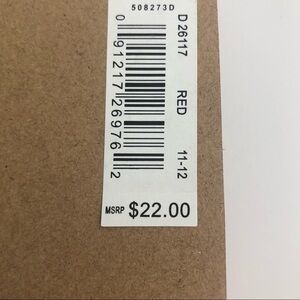 508273D
D26117 RED 11-12
0 91217 26976 2
MSRP $22.00